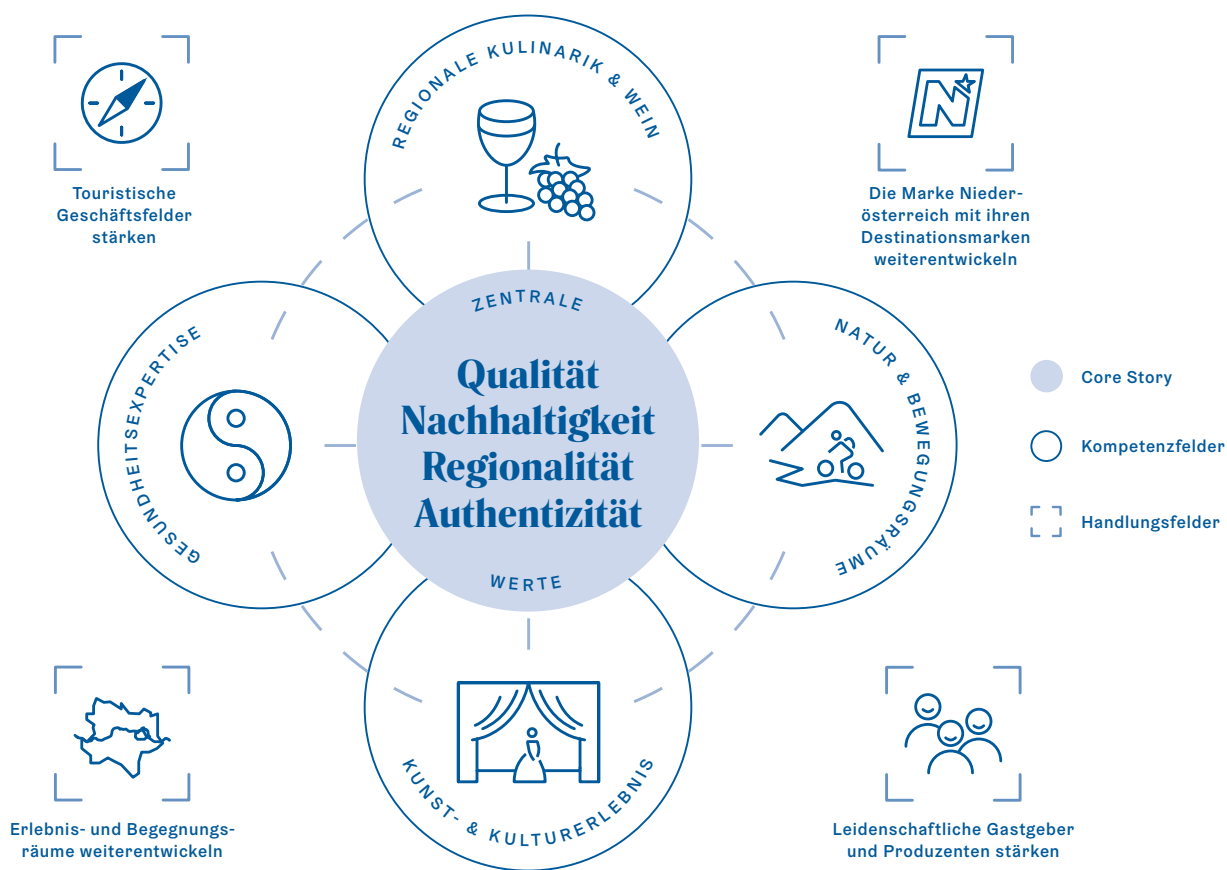 REGIONALE KULINARIK & WEIN
Touristische
Geschäftsfelder
stärken
N
Die Marke Nieder-
österreich mit ihren
Destinationsmarken
weiterentwickeln
GESUNDHEITSEXPERTISE
ZENTRALE
Qualität
Nachhaltigkeit
Regionalität
Authentizität
WERTE
NATUR & BEWEGUNGSRÄUME
Core Story
Kompetenzfelder
Handlungsfelder
KUNST- & KULTURERLEBNIS
Erlebnis- und Begegnungs-
räume weiterentwickeln
Leidenschaftliche Gastgeber
und Produzenten stärken